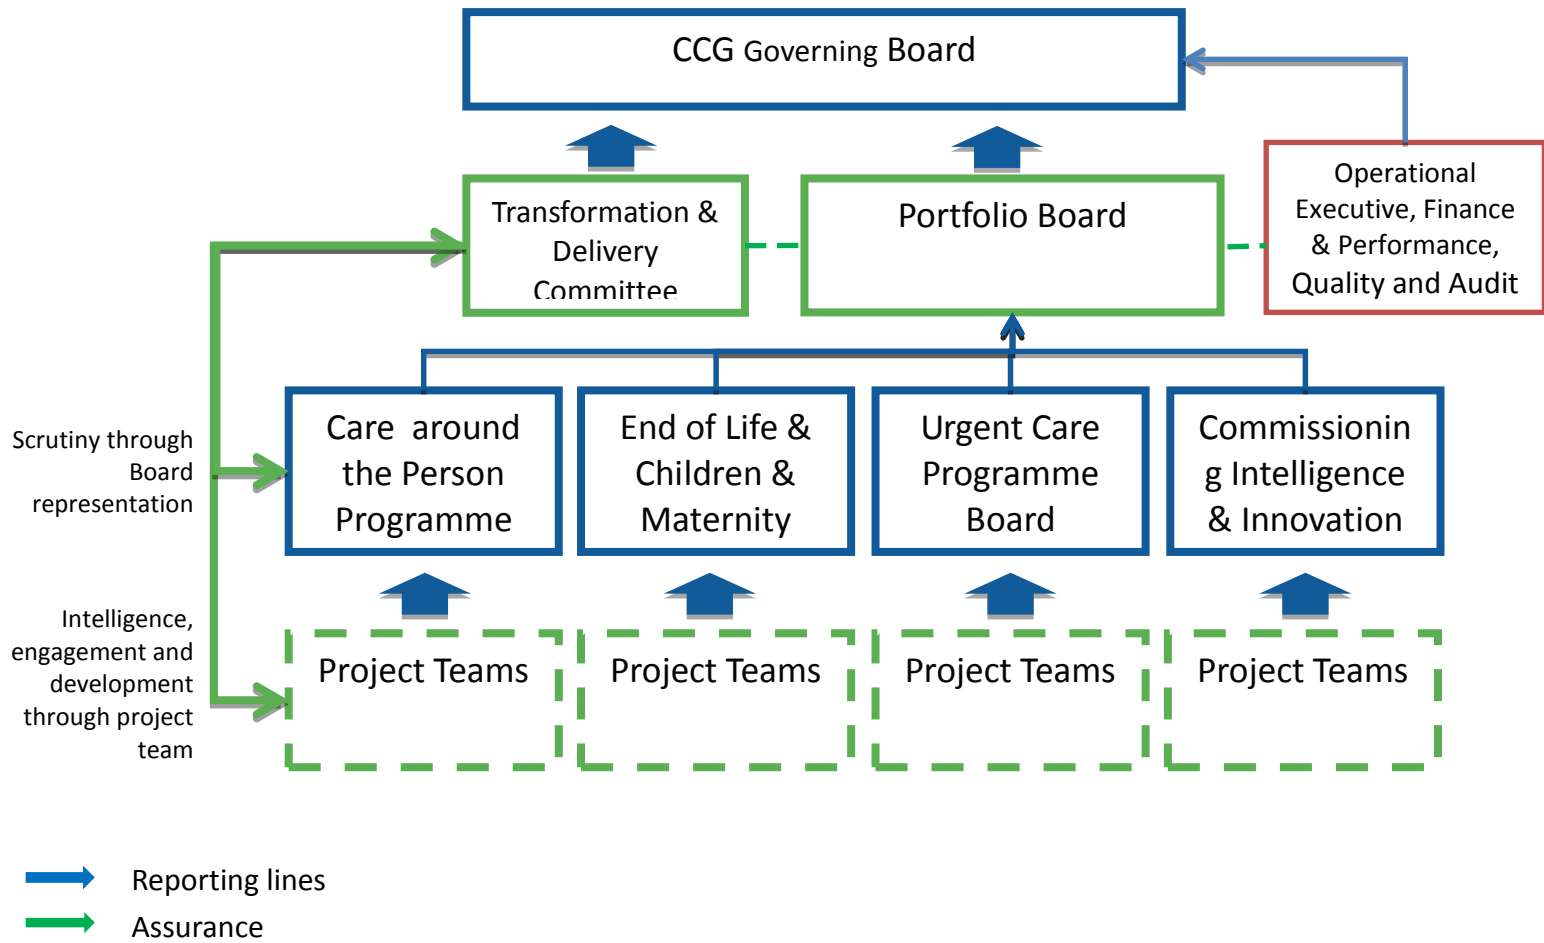 CCG Governing Board
Transformation &
Delivery
Committee
Portfolio Board
Operational
Executive, Finance
& Performance,
Quality and Audit
Scrutiny through
Board
representation
Care around
the Person
Programme
End of Life &
Children &
Maternity
Urgent Care
Programme
Board
Commissionin
g Intelligence
& Innovation
Intelligence,
engagement and
development
through project
team
Project Teams
Project Teams
Project Teams
Project Teams
Reporting lines
Assurance